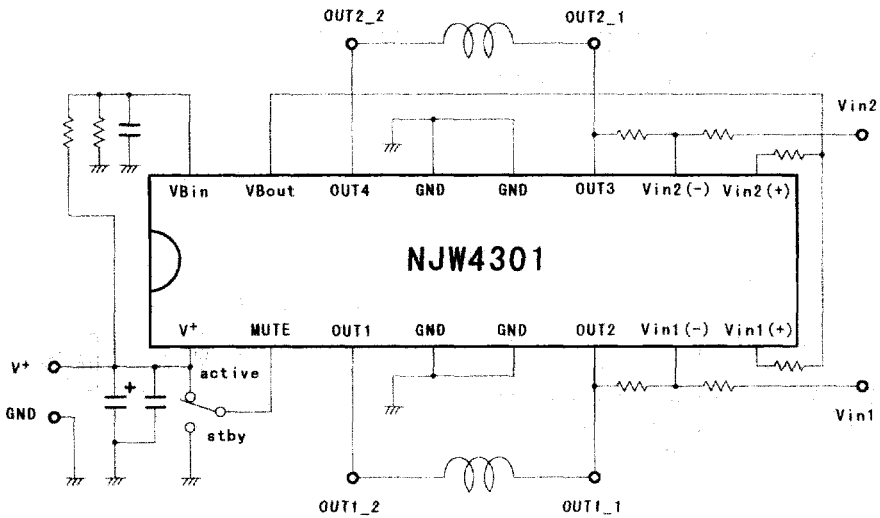 OUT2_2
OUT2_1
Vin2
VBin
VBout
OUT4
GND
GND
OUT3
Vin2(-)
Vin2(+)
NJW4301
V+
MUTE
OUT1
GND
GND
OUT2
Vin1(-)
Vin1(+)
V+
active
+
GND
stby
Vin1
OUT1_2
OUT1_1